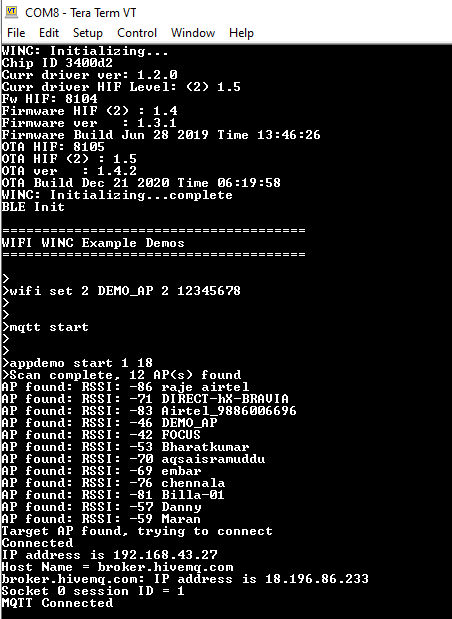 COM8 - Tera Term VT
File Edit Setup Control Window Help
WINC: Initializing...
Chip ID 3400d2
Curr driver ver: 1.2.0
Curr driver HIF Level: (2) 1.5
Fw HIF: 8104
Firmware HIF (2) : 1.4
Firmware ver   : 1.3.1
Firmware Build Jun 28 2019 Time 13:46:26
OTA HIF: 8105
OTA HIF (2) : 1.5
OTA ver   : 1.4.2
OTA Build Dec 21 2020 Time 06:19:58
WINC: Initializing...complete
BLE Init
======================================
WIFI WINC Example Demos
======================================
>
>wifi set 2 DEMO_AP 2 12345678
>
>
>mqtt start
>
>
>appdemo start 1 18
>Scan complete, 12 AP(s) found
AP found: RSSI: -86 raje airtel
AP found: RSSI: -71 DIRECT-hX-BRAVIA
AP found: RSSI: -83 Airtel_9886006696
AP found: RSSI: -46 DEMO_AP
AP found: RSSI: -42 FOCUS
AP found: RSSI: -53 Bharatkumar
AP found: RSSI: -70 aqsaisramuddu
AP found: RSSI: -69 embar
AP found: RSSI: -76 chennala
AP found: RSSI: -81 Billa-01
AP found: RSSI: -57 Danny
AP found: RSSI: -59 Maran
Target AP found, trying to connect
Connected
IP address is 192.168.43.27
Host Name = broker.hivemq.com
broker.hivemq.com: IP address is 18.196.86.233
Socket 0 session ID = 1
MQTT Connected